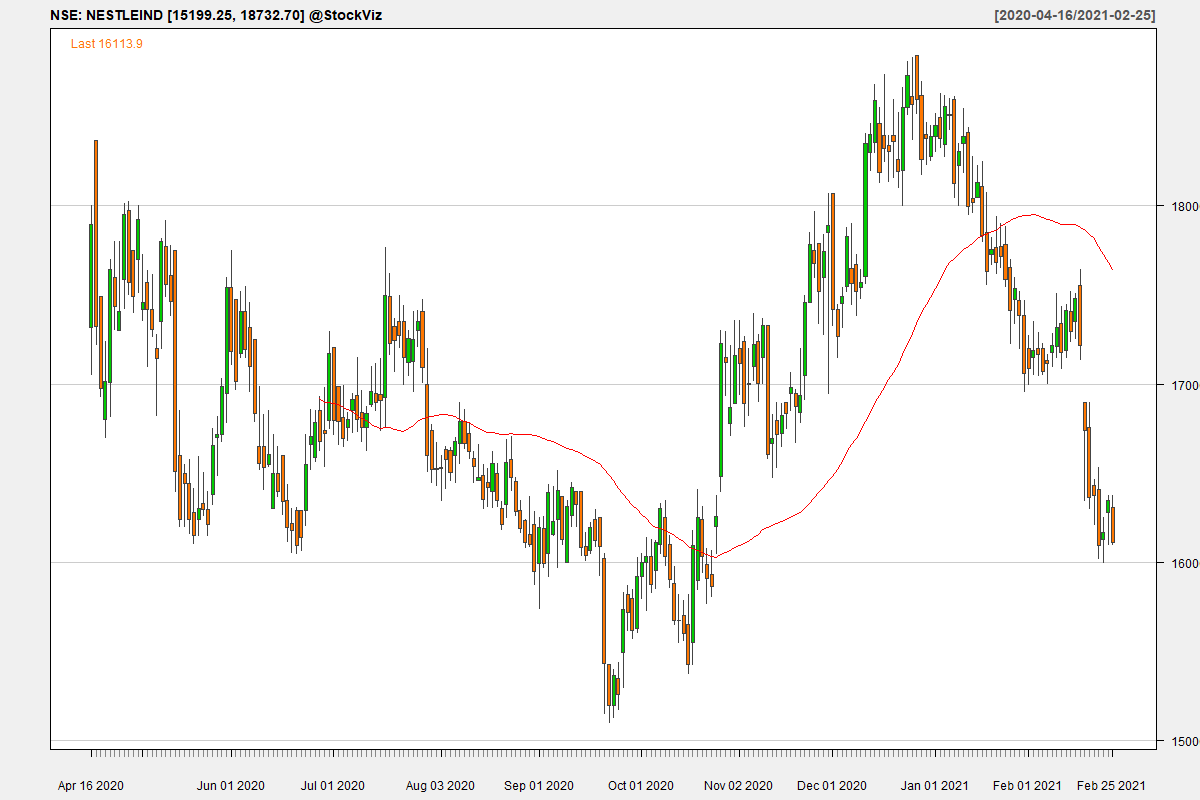 NSE: NESTLEIND [15199.25, 18732.70] @StockViz [2020-04-16/2021-02-25]
Last 16113.9
1800
1700
1600
1500
Apr 16 2020 Jun 01 2020 Jul 01 2020 Aug 03 2020 Sep 01 2020 Oct 01 2020 Nov 02 2020 Dec 01 2020 Jan 01 2021 Feb 01 2021 Feb 25 2021